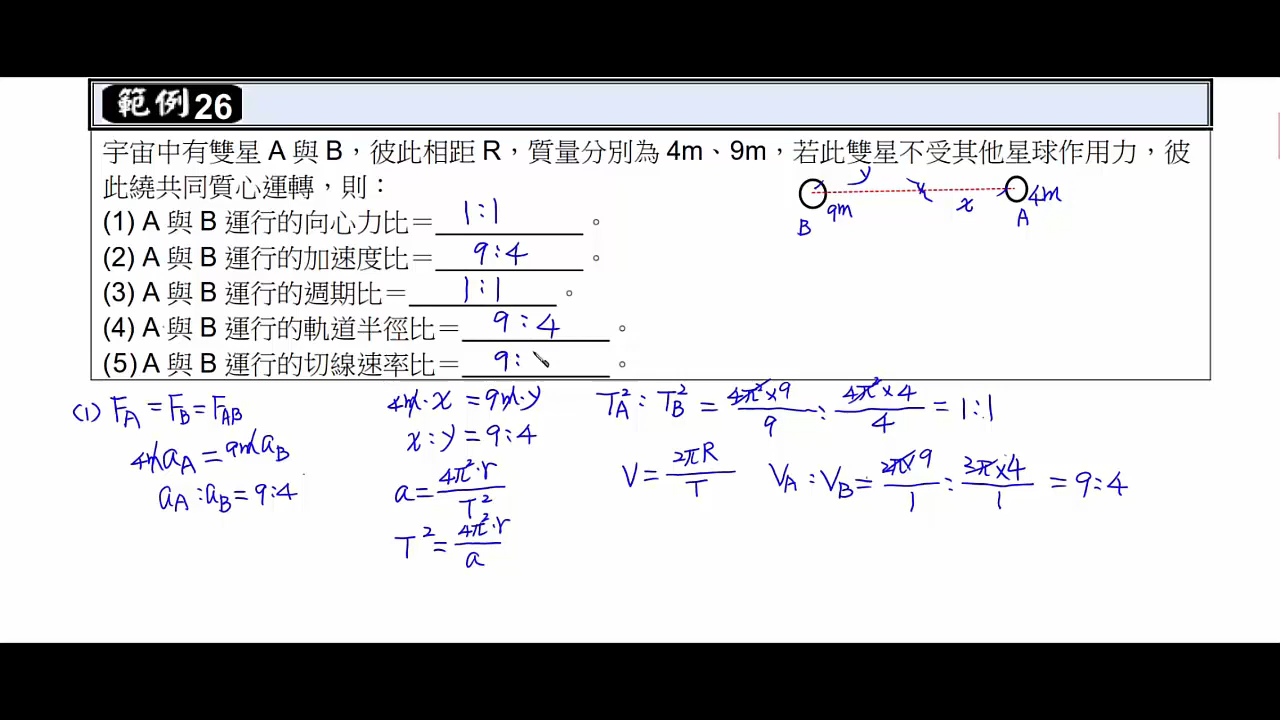 範例 26
宇宙中有雙星 A 與 B，彼此相距 R，質量分別為 4m、9m，若此雙星不受其他星球作用力，彼
此繞共同質心運轉，則：
(1) A 與 B 運行的向心力比＝ 1:1 。
(2) A 與 B 運行的加速度比＝ 9:4 。
(3) A 與 B 運行的週期比＝ 1:1 。
(4) A 與 B 運行的軌道半徑比＝ 9:4 。
(5) A 與 B 運行的切線速率比＝ 9: 。
y
x
9m
4m
B
A
(1) F_A = F_B = F_AB
4m a_A = 9m a_B
a_A : a_B = 9:4
4m·x = 9m·y
x:y = 9:4
a = 4π²·r / T²
T² = 4π²·r / a
T_A² : T_B² = 4π²×9 / 9 : 4π²×4 / 4 = 1:1
V = 2πR / T
V_A : V_B = 2π×9 / 1 : 3π×4 / 1 = 9:4